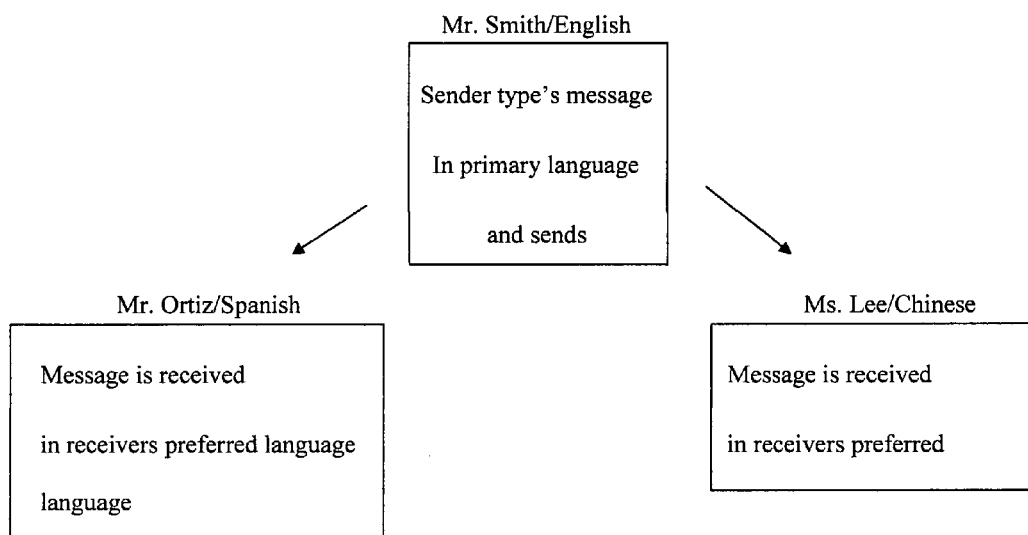 Mr. Smith/English
Sender type’s message
In primary language
and sends
Mr. Ortiz/Spanish
Message is received
in receivers preferred language
language
Ms. Lee/Chinese
Message is received
in receivers preferred